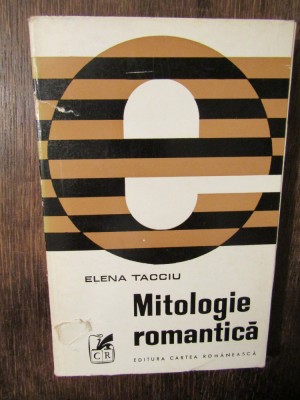 e
ELENA TACCIU
Mitologie
romantică
CR
EDITURA CARTEA ROMÂNEASCĂ